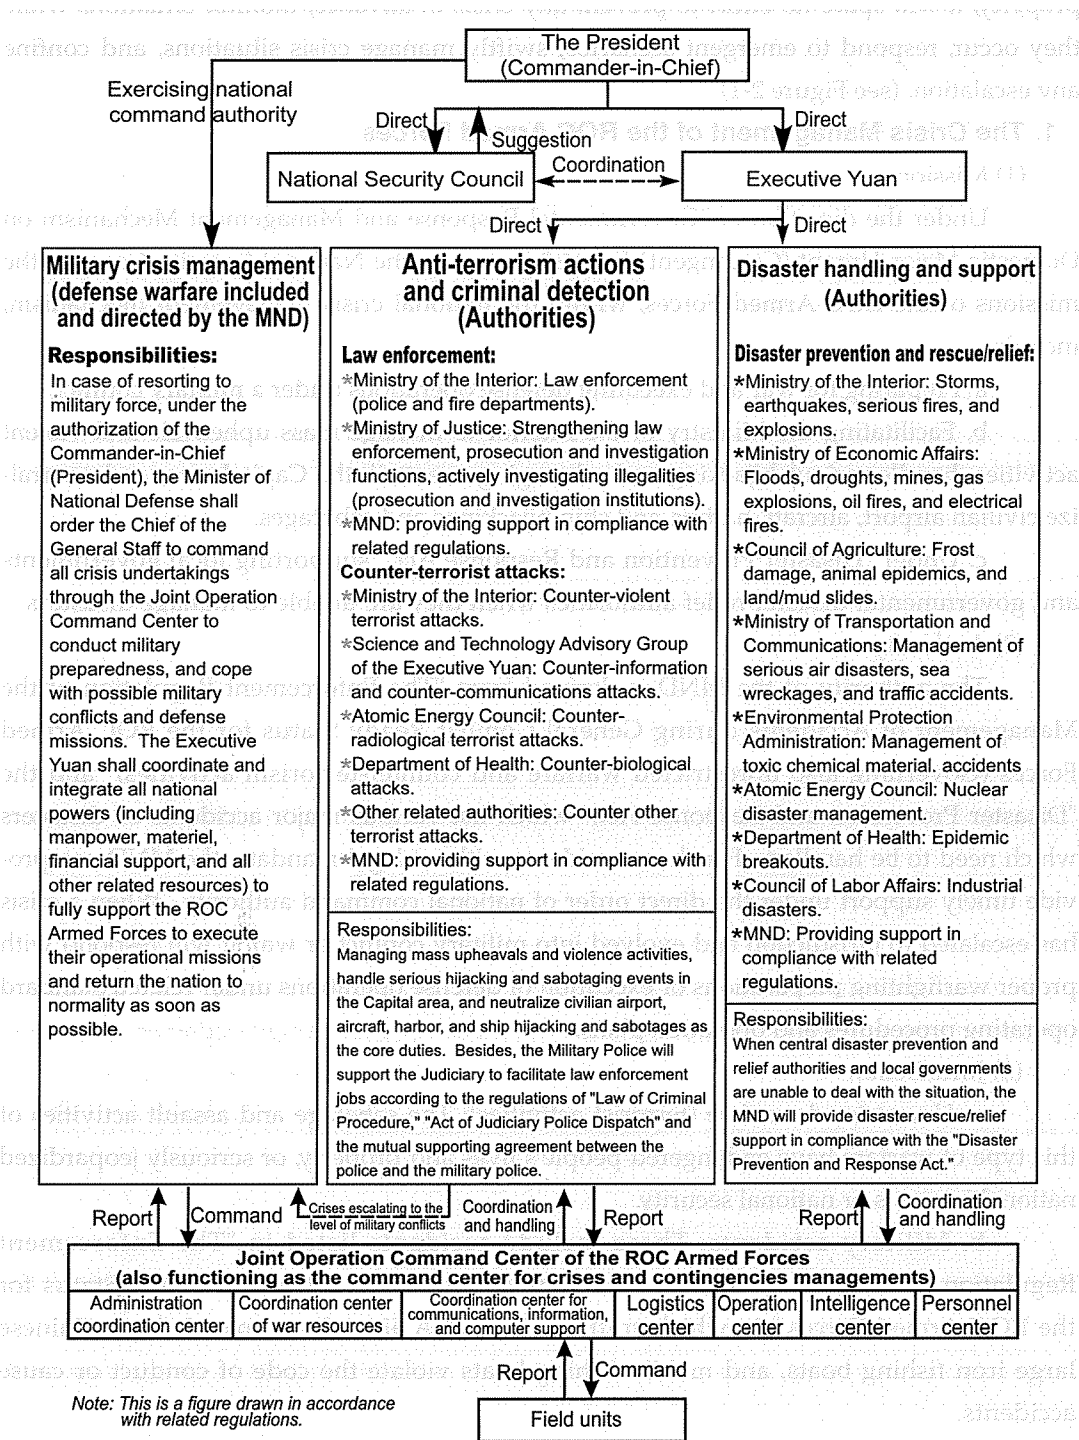 The President
(Commander-in-Chief)
Exercising national
command authority
Direct
Suggestion
Direct
Coordination
National Security Council
Executive Yuan
Direct
Direct
Military crisis management
(defense warfare included
and directed by the MND)
Responsibilities:
In case of resorting to
military force, under the
authorization of the
Commander-in-Chief
(President), the Minister of
National Defense shall
order the Chief of the
General Staff to command
all crisis undertakings
through the Joint Operation
Command Center to
conduct military
preparedness, and cope
with possible military
conflicts and defense
missions. The Executive
Yuan shall coordinate and
integrate all national
powers (including
manpower, materiel,
financial support, and all
other related resources) to
fully support the ROC
Armed Forces to execute
their operational missions
and return the nation to
normality as soon as
possible.
Anti-terrorism actions
and criminal detection
(Authorities)
Law enforcement:
*Ministry of the Interior: Law enforcement
(police and fire departments).
*Ministry of Justice: Strengthening law
enforcement, prosecution and investigation
functions, actively investigating illegalities
(prosecution and investigation institutions).
*MND: providing support in compliance with
related regulations.
Counter-terrorist attacks:
*Ministry of the Interior: Counter-violent
terrorist attacks.
*Science and Technology Advisory Group
of the Executive Yuan: Counter-information
and counter-communications attacks.
*Atomic Energy Council: Counter-
radiological terrorist attacks.
*Department of Health: Counter-biological
attacks.
*Other related authorities: Counter other
terrorist attacks.
*MND: providing support in compliance with
related regulations.
Responsibilities:
Managing mass upheavals and violence activities,
handle serious hijacking and sabotaging events in
the Capital area, and neutralize civilian airport,
aircraft, harbor, and ship hijacking and sabotages as
the core duties. Besides, the Military Police will
support the Judiciary to facilitate law enforcement
jobs according to the regulations of "Law of Criminal
Procedure," "Act of Judiciary Police Dispatch" and
the mutual supporting agreement between the
police and the military police.
Disaster handling and support
(Authorities)
Disaster prevention and rescue/relief:
*Ministry of the Interior: Storms,
earthquakes, serious fires, and
explosions.
*Ministry of Economic Affairs:
Floods, droughts, mines, gas
explosions, oil fires, and electrical
fires.
*Council of Agriculture: Frost
damage, animal epidemics, and
land/mud slides.
*Ministry of Transportation and
Communications: Management of
serious air disasters, sea
wreckages, and traffic accidents.
*Environmental Protection
Administration: Management of
toxic chemical material. accidents
*Atomic Energy Council: Nuclear
disaster management.
*Department of Health: Epidemic
breakouts.
*Council of Labor Affairs: Industrial
disasters.
*MND: Providing support in
compliance with related
regulations.
Responsibilities:
When central disaster prevention and
relief authorities and local governments
are unable to deal with the situation, the
MND will provide disaster rescue/relief
support in compliance with the "Disaster
Prevention and Response Act."
Report
Command
Crises escalating to the
level of military conflicts
Coordination
and handling
Report
Report
Coordination
and handling
Joint Operation Command Center of the ROC Armed Forces
(also functioning as the command center for crises and contingencies managements)
Administration
coordination center
Coordination center
of war resources
Coordination center for
communications, information,
and computer support
Logistics
center
Operation
center
Intelligence
center
Personnel
center
Report
Command
Note: This is a figure drawn in accordance
with related regulations.
Field units